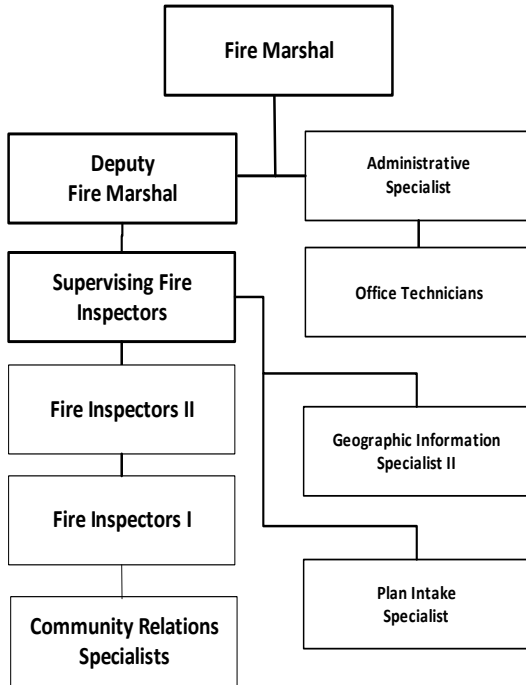 Fire Marshal
Deputy
Fire Marshal
Administrative
Specialist
Supervising Fire
Inspectors
Office Technicians
Fire Inspectors II
Geographic Information
Specialist II
Fire Inspectors I
Plan Intake
Specialist
Community Relations
Specialists